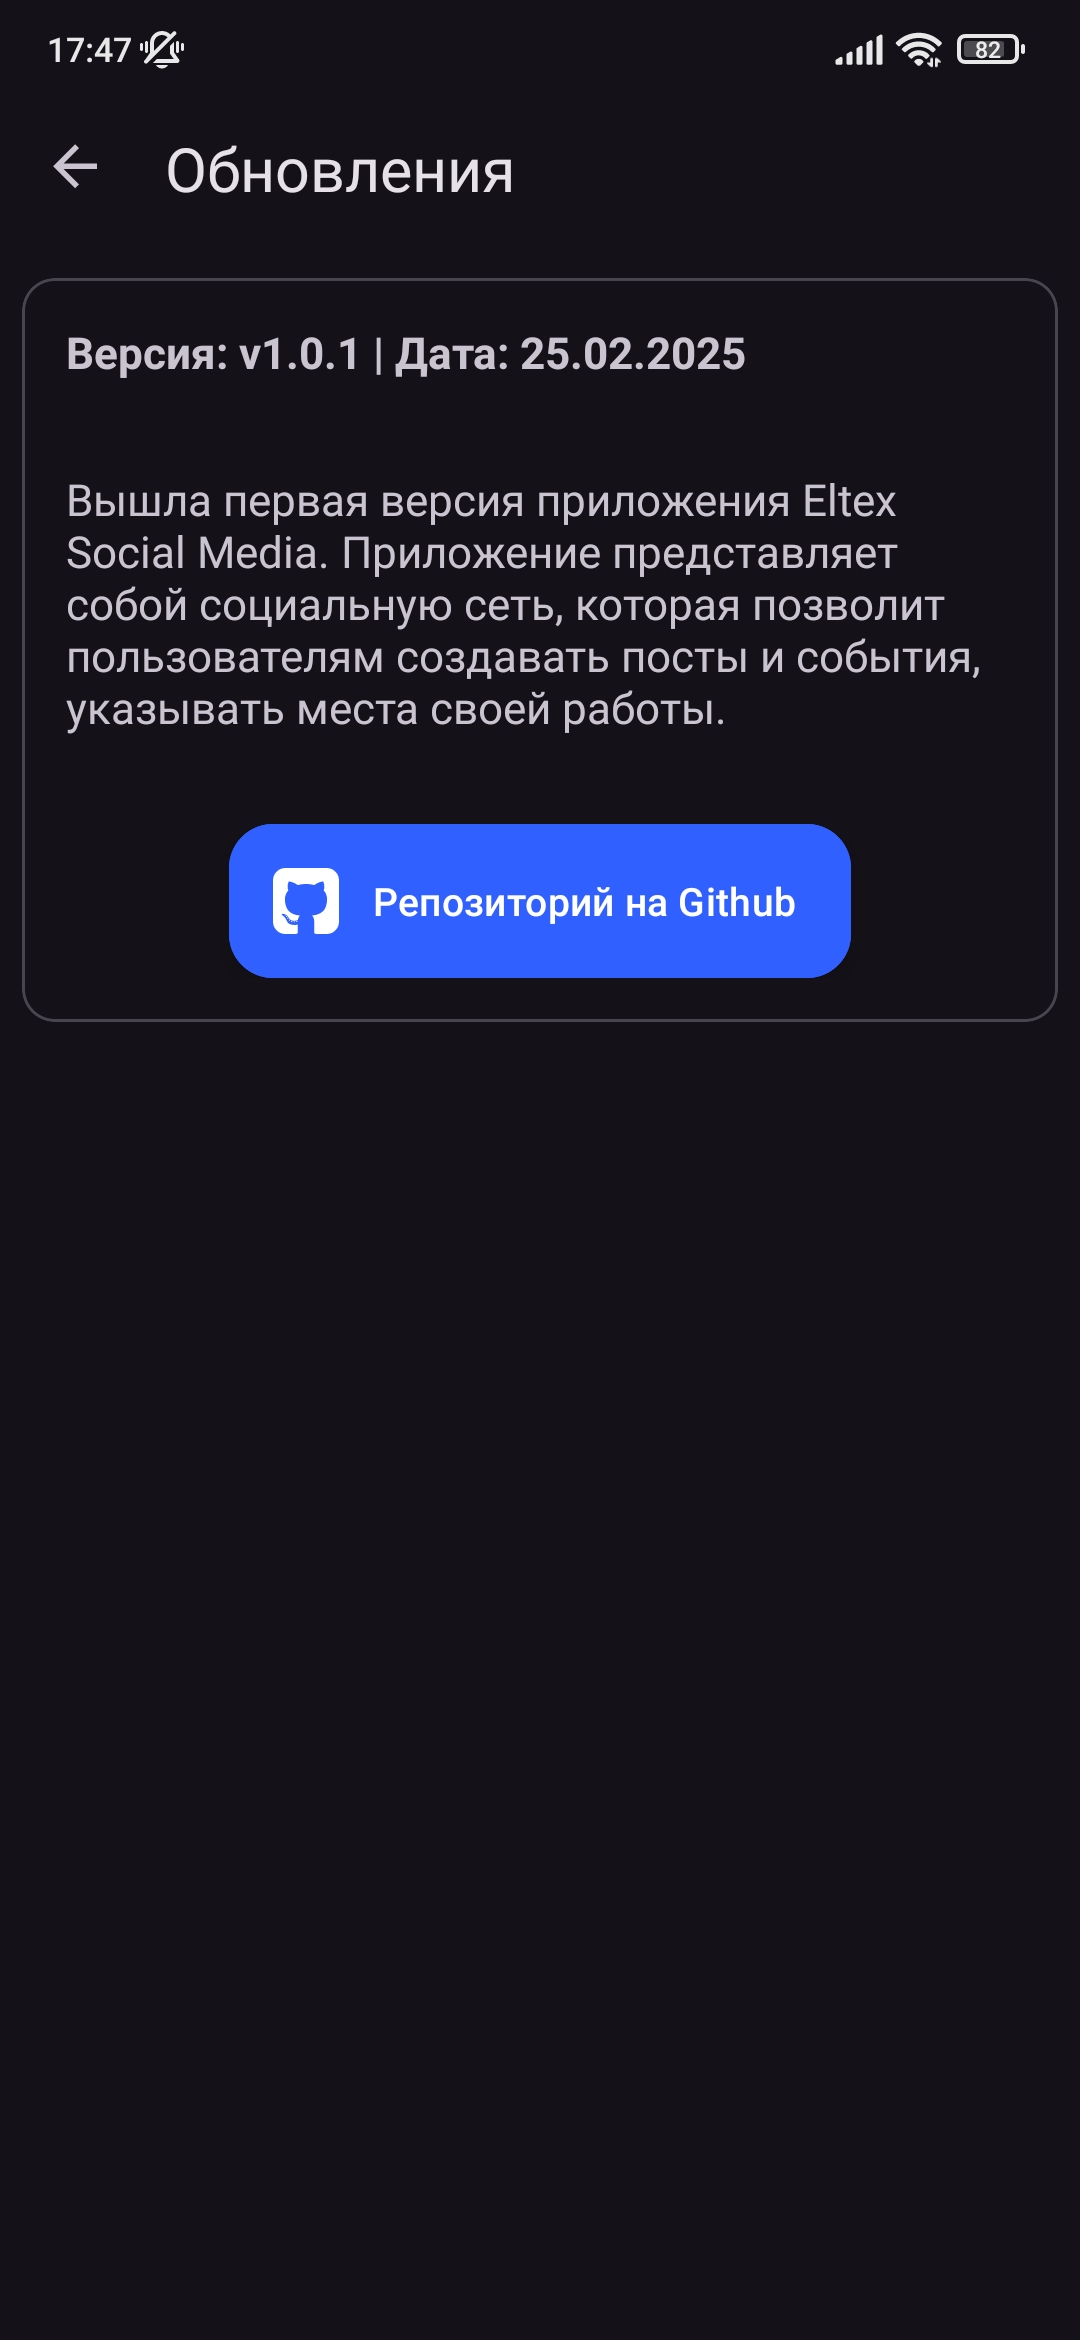 17:47
82
Обновления
Версия: v1.0.1 | Дата: 25.02.2025
Вышла первая версия приложения Eltex
Social Media. Приложение представляет
собой социальную сеть, которая позволит
пользователям создавать посты и события,
указывать места своей работы.
Репозиторий на Github